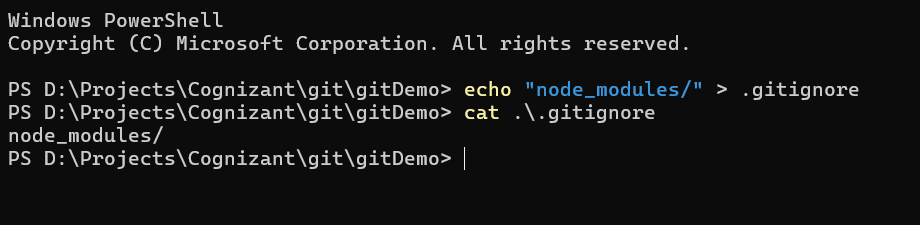 Windows PowerShell
Copyright (C) Microsoft Corporation. All rights reserved.
PS D:\Projects\Cognizant\git\gitDemo> echo "node_modules/" > .gitignore
PS D:\Projects\Cognizant\git\gitDemo> cat .\.gitignore
node_modules/
PS D:\Projects\Cognizant\git\gitDemo>